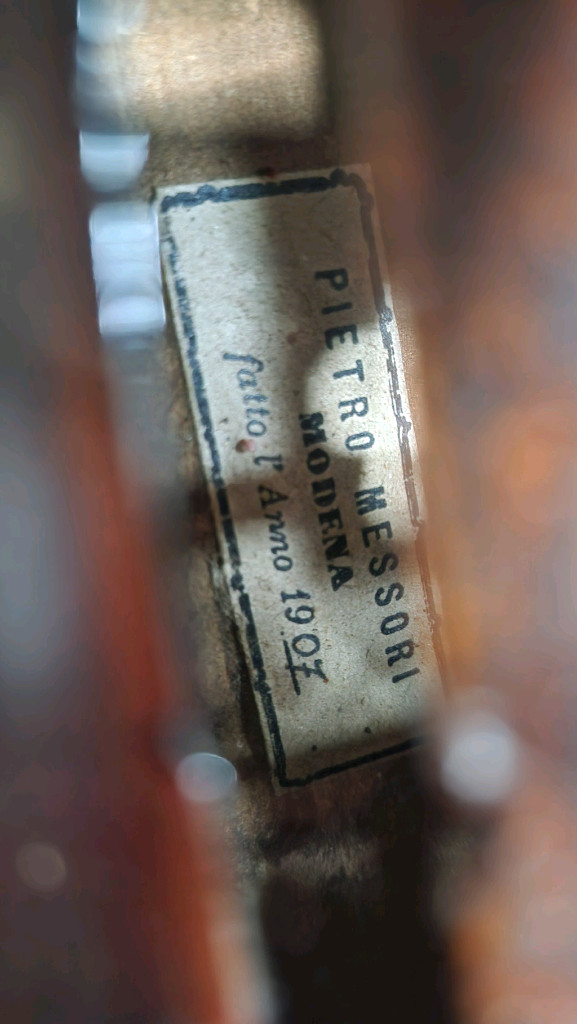 PIETRO MESSORI
MODENA
fatto l' Anno 1907